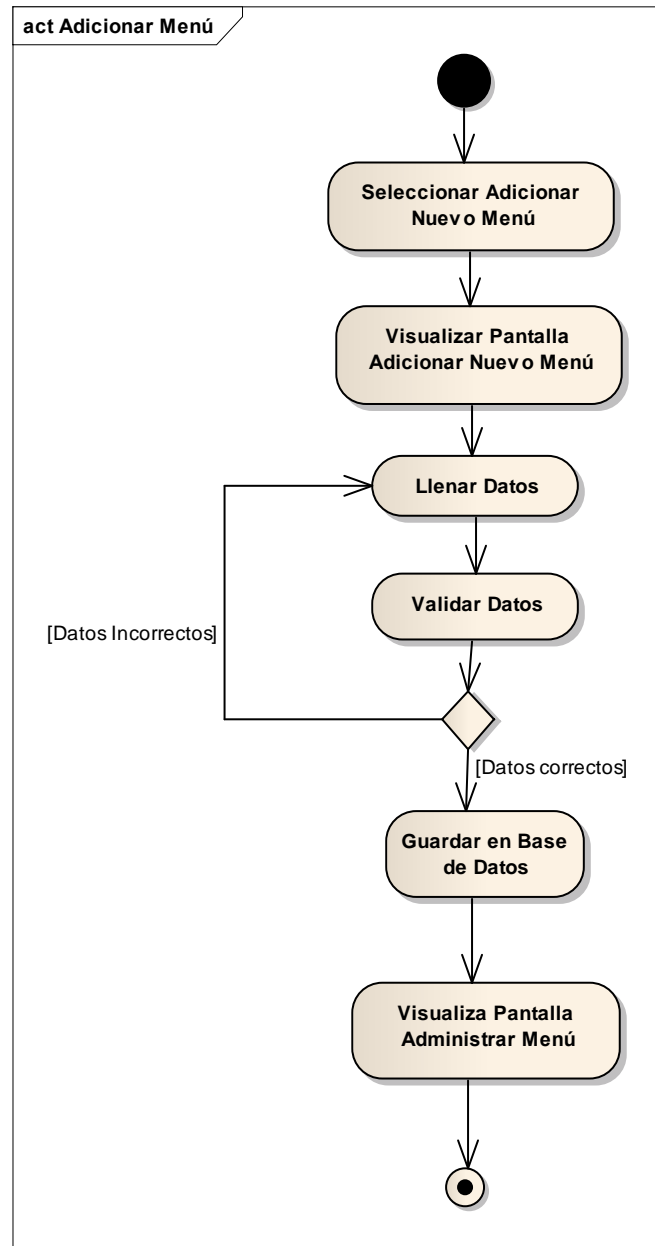 act Adicionar Menú
Seleccionar Adicionar
Nuevo Menú
Visualizar Pantalla
Adicionar Nuevo Menú
Llenar Datos
Validar Datos
[Datos Incorrectos]
[Datos correctos]
Guardar en Base
de Datos
Visualiza Pantalla
Administrar Menú